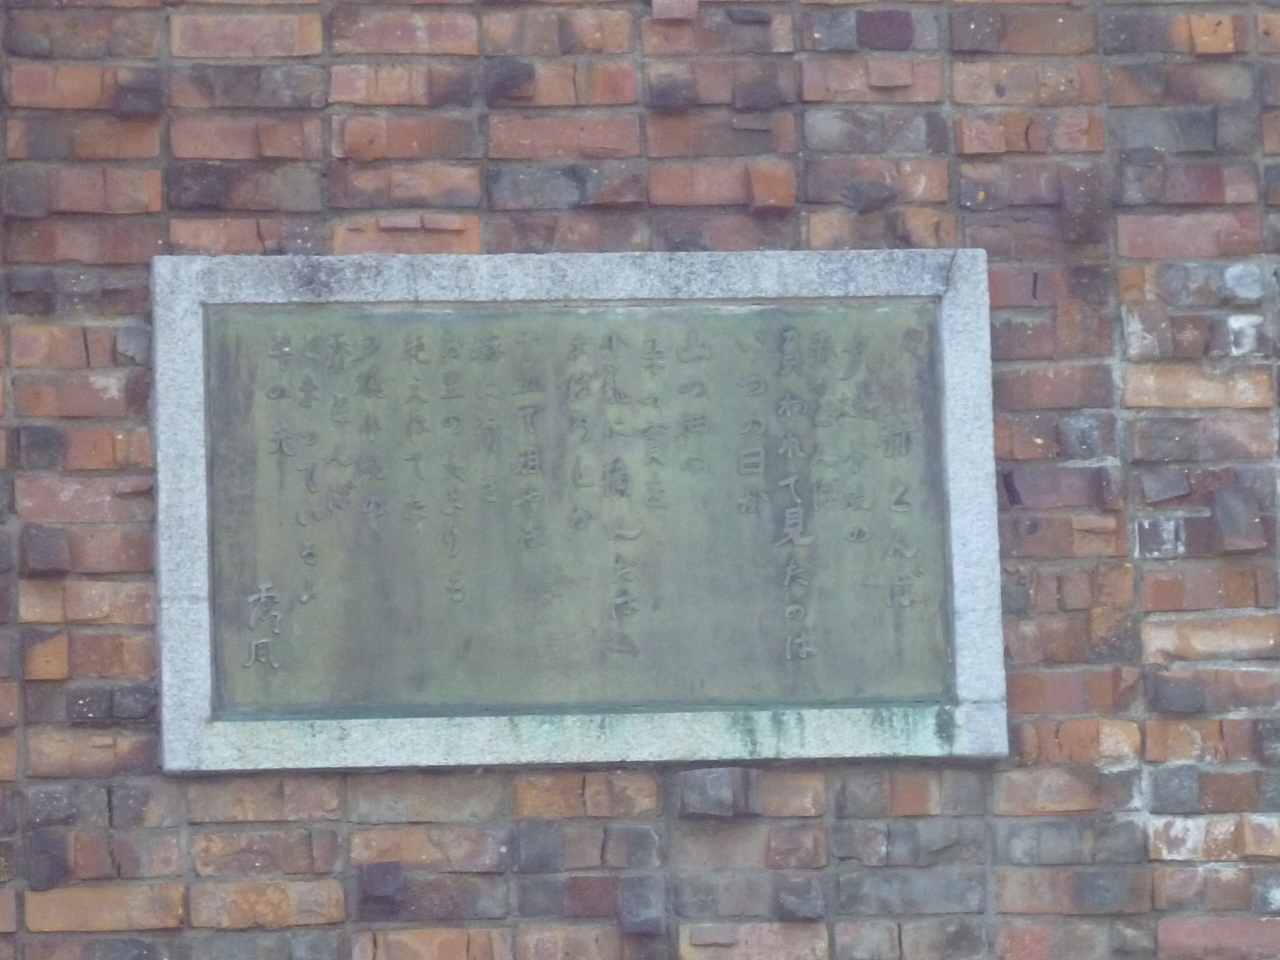 赤とんぼ
夕焼小焼の
赤とんぼ
負われて見たのは
いつの日か
山の畑の
桑の実を
小籠に摘んだは
まぼろしか
十五で姐やは
嫁に行き
お里のたよりも
絶えはてた
夕焼小焼の
赤とんぼ
とまっているよ
竿の先
露風